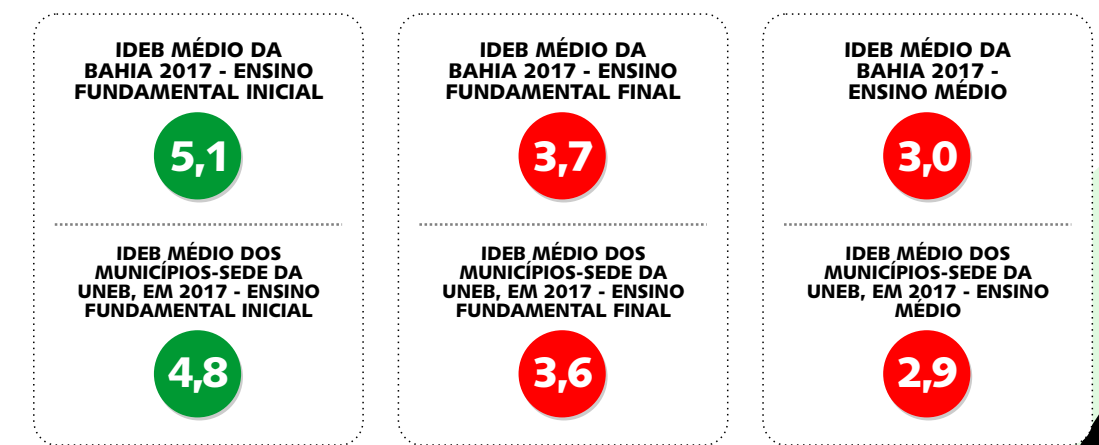 IDEB MÉDIO DA
BAHIA 2017 - ENSINO
FUNDAMENTAL INICIAL
5,1
IDEB MÉDIO DOS
MUNICÍPIOS-SEDE DA
UNEB, EM 2017 - ENSINO
FUNDAMENTAL INICIAL
4,8
IDEB MÉDIO DA
BAHIA 2017 - ENSINO
FUNDAMENTAL FINAL
3,7
IDEB MÉDIO DOS
MUNICÍPIOS-SEDE DA
UNEB, EM 2017 - ENSINO
FUNDAMENTAL FINAL
3,6
IDEB MÉDIO DA
BAHIA 2017 -
ENSINO MÉDIO
3,0
IDEB MÉDIO DOS
MUNICÍPIOS-SEDE DA
UNEB, EM 2017 - ENSINO
MÉDIO
2,9